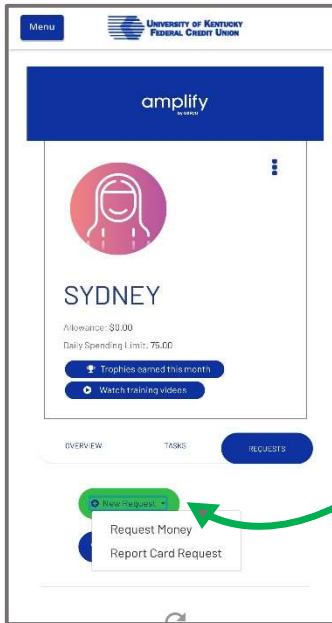 Menu
UNIVERSITY OF KENTUCKY
FEDERAL CREDIT UNION
amplify
SYDNEY
Allowance: $0.00
Daily Spending Limit: 75.00
Trophies earned this month
Watch training videos
OVERVIEW TASKS REQUESTS
New Request
Request Money
Report Card Request